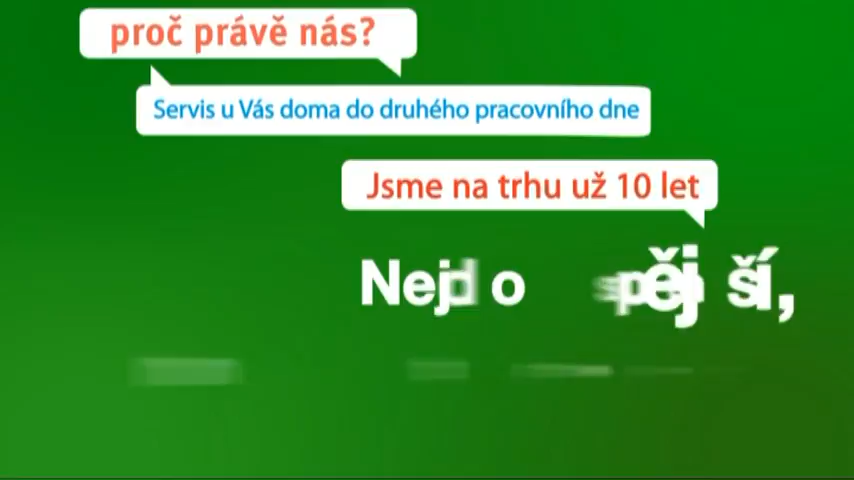 proč právě nás?
Servis u Vás doma do druhého pracovního dne
Jsme na trhu už 10 let